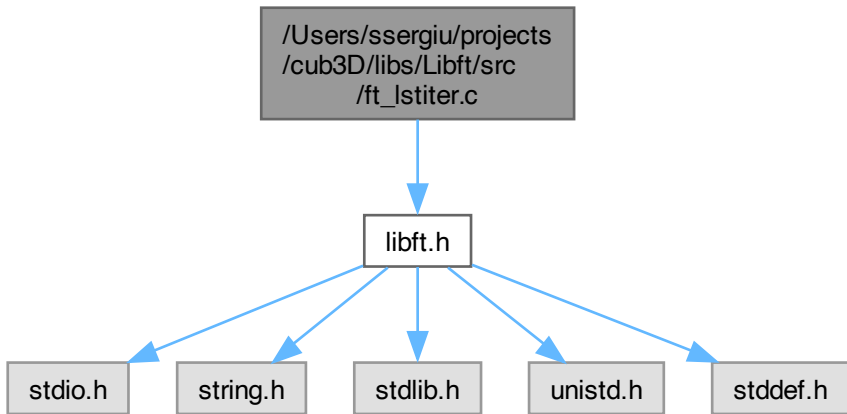 /Users/ssergiu/projects
/cub3D/libs/Libft/src
/ft_lstiter.c
libft.h
stdio.h
string.h
stdlib.h
unistd.h
stddef.h